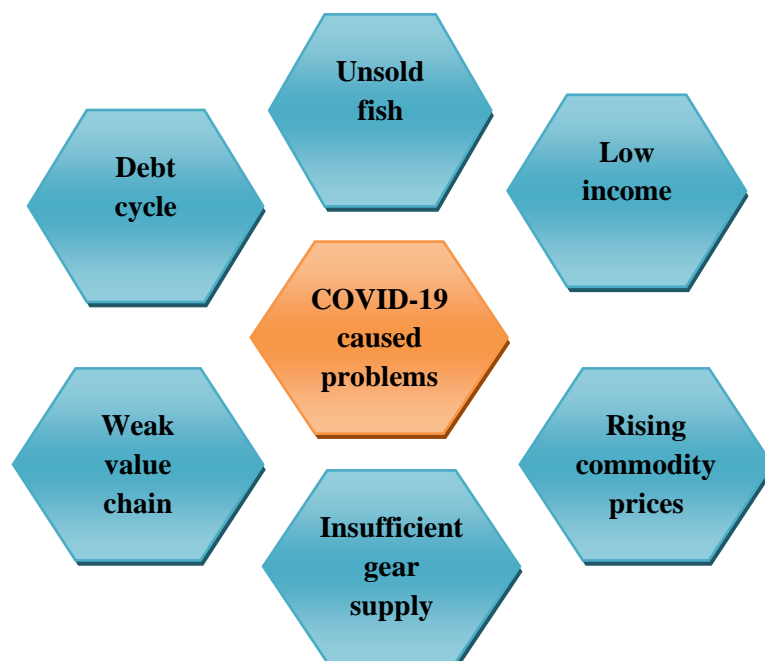 Unsold
fish
Debt
cycle
Low
income
COVID-19
caused
problems
Weak
value
chain
Rising
commodity
prices
Insufficient
gear
supply